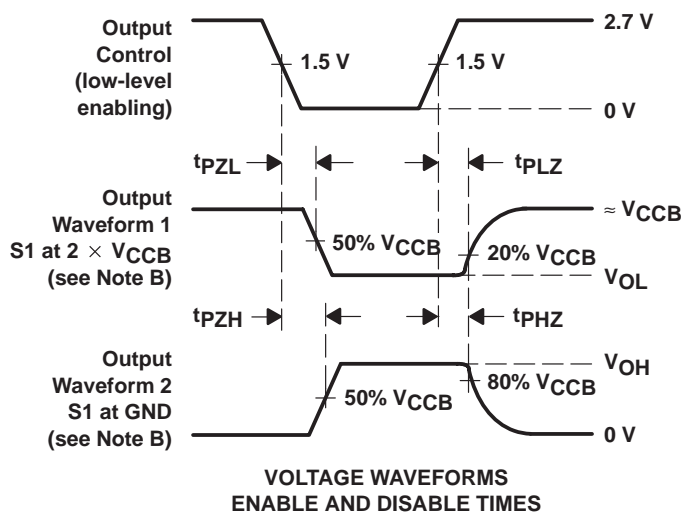 Output
Control
(low-level
enabling)
1.5 V
1.5 V
2.7 V
0 V
tPZL
tPLZ
Output
Waveform 1
S1 at 2 × VCCB
(see Note B)
50% VCCB
20% VCCB
≈ VCCB
VOL
tPZH
tPHZ
Output
Waveform 2
S1 at GND
(see Note B)
50% VCCB
80% VCCB
VOH
0 V
VOLTAGE WAVEFORMS
ENABLE AND DISABLE TIMES